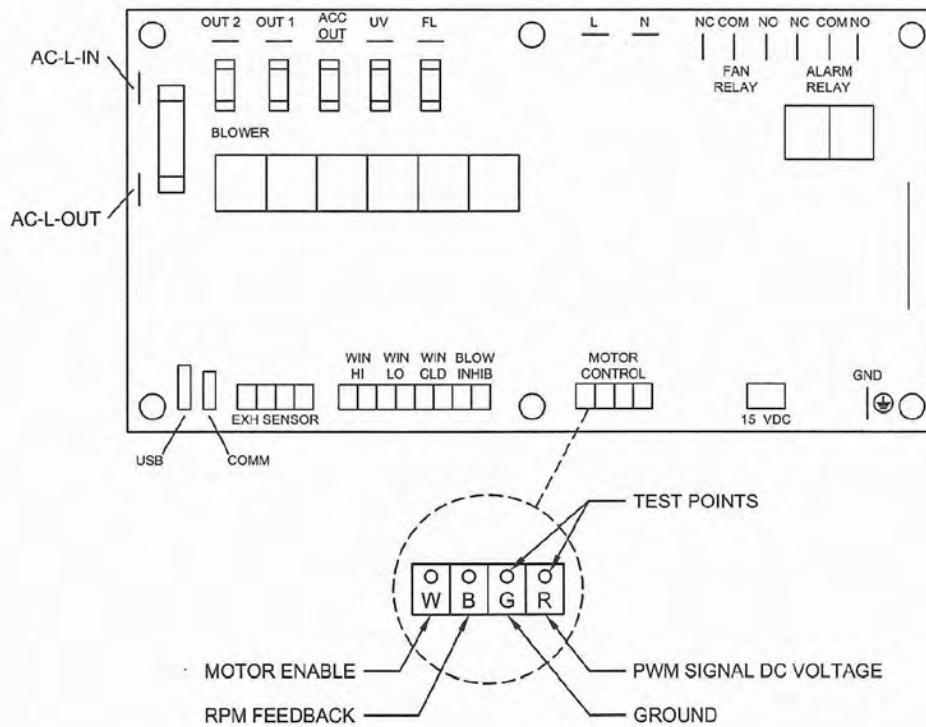 OUT 2 OUT 1 ACC OUT UV FL L N NC COM NO NC COM NO
FAN RELAY ALARM RELAY
AC-L-IN
BLOWER
AC-L-OUT
WIN HI WIN LO WIN CLD BLOW INHIB MOTOR CONTROL
GND
EXH SENSOR 15 VDC
USB COMM
TEST POINTS
W B G R
MOTOR ENABLE PWM SIGNAL DC VOLTAGE
RPM FEEDBACK GROUND